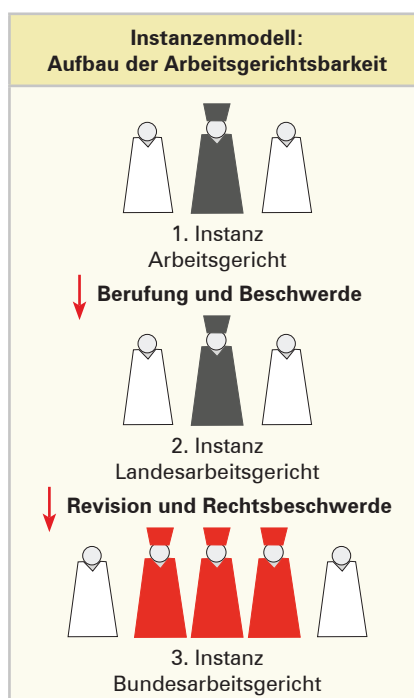 Instanzenmodell:
Aufbau der Arbeitsgerichtsbarkeit
1. Instanz
Arbeitsgericht
Berufung und Beschwerde
2. Instanz
Landesarbeitsgericht
Revision und Rechtsbeschwerde
3. Instanz
Bundesarbeitsgericht